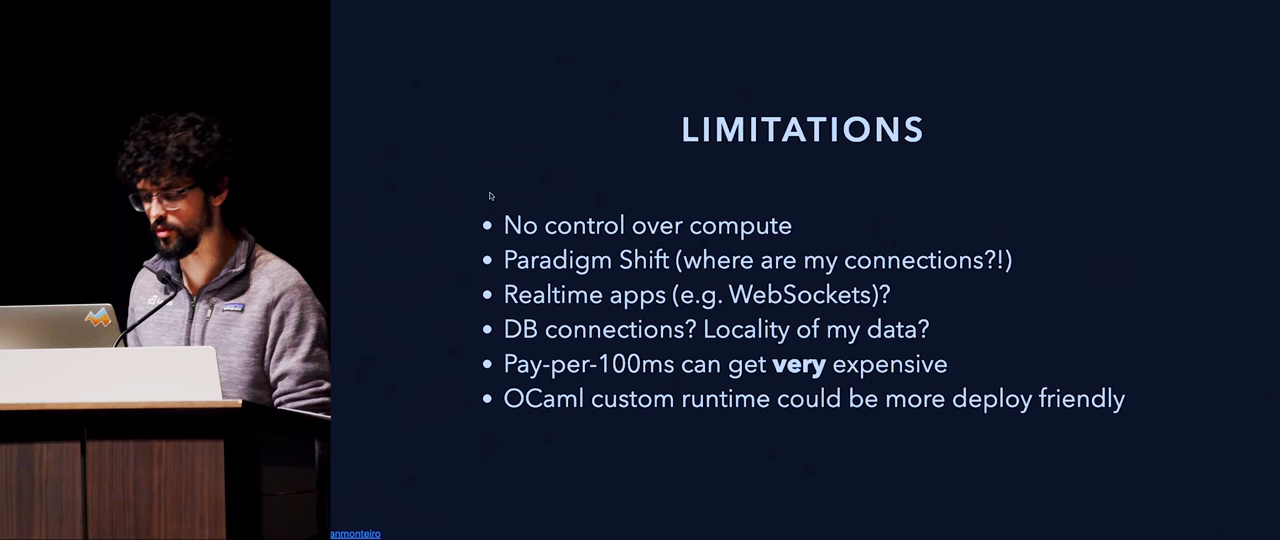 LIMITATIONS
• No control over compute
• Paradigm Shift (where are my connections?!)
• Realtime apps (e.g. WebSockets)?
• DB connections? Locality of my data?
• Pay-per-100ms can get very expensive
• OCaml custom runtime could be more deploy friendly
anmonteiro